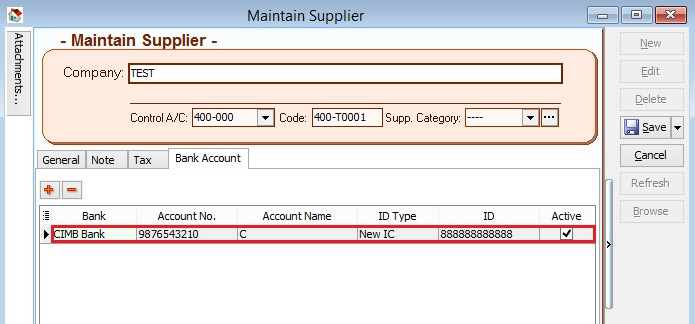 Maintain Supplier
Attachments...
- Maintain Supplier -
Company: TEST
Control A/C: 400-000 Code: 400-T0001 Supp. Category: ----
General Note Tax Bank Account
Bank Account No. Account Name ID Type ID Active
CIMB Bank 9876543210 C New IC 888888888888
New
Edit
Delete
Save
Cancel
Refresh
Browse